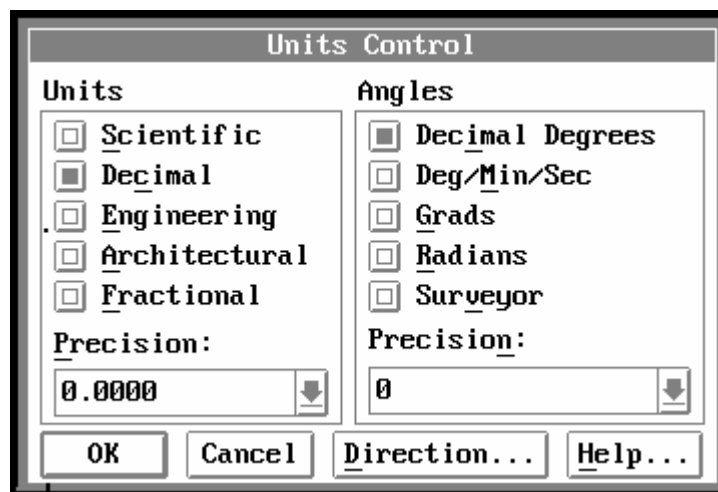 Units Control
Units
Scientific
Decimal
Engineering
Architectural
Fractional
Precision:
0.0000
Angles
Decimal Degrees
Deg/Min/Sec
Grads
Radians
Surveyor
Precision:
0
OK
Cancel
Direction...
Help...